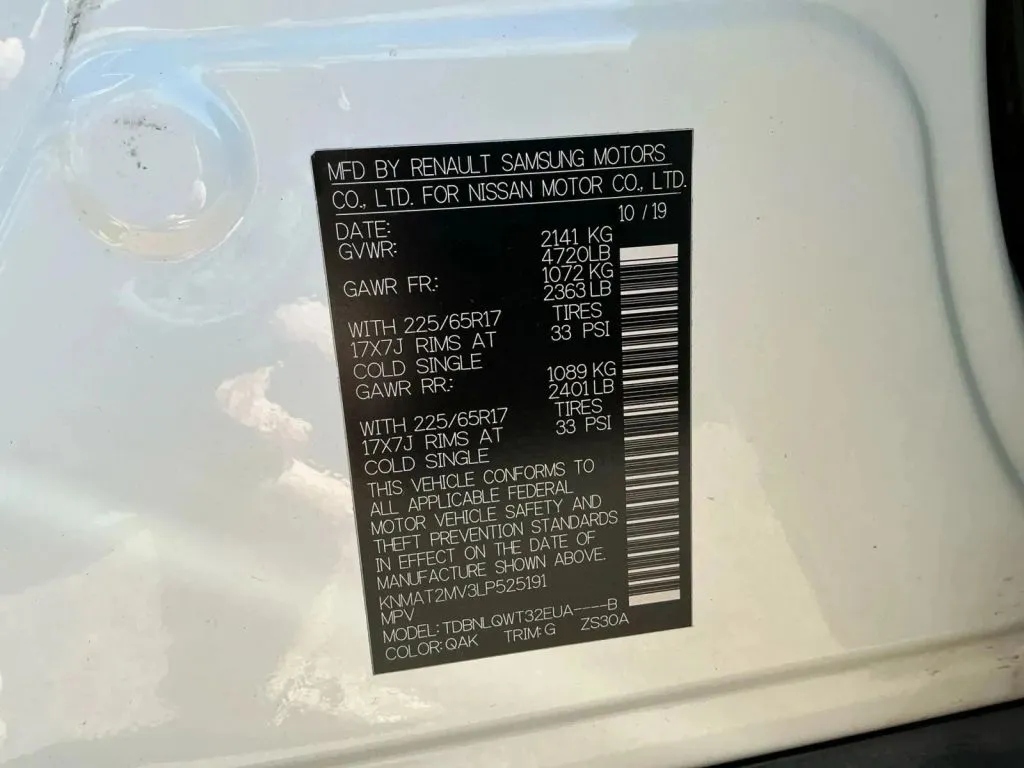 MFD BY RENAULT SAMSUNG MOTORS
CO., LTD. FOR NISSAN MOTOR CO., LTD.
DATE: 10 / 19
GVWR: 2141 KG
4720LB
GAWR FR: 1072 KG
2363 LB
WITH 225/65R17 TIRES
17X7J RIMS AT 33 PSI
COLD SINGLE
GAWR RR: 1089 KG
2401 LB
WITH 225/65R17 TIRES
17X7J RIMS AT 33 PSI
COLD SINGLE
THIS VEHICLE CONFORMS TO
ALL APPLICABLE FEDERAL
MOTOR VEHICLE SAFETY AND
THEFT PREVENTION STANDARDS
IN EFFECT ON THE DATE OF
MANUFACTURE SHOWN ABOVE.
KNMAT2MV3LP525191
MPV
MODEL: TDBNLQWT32EUA----B
COLOR: QAK TRIM: G ZS30A